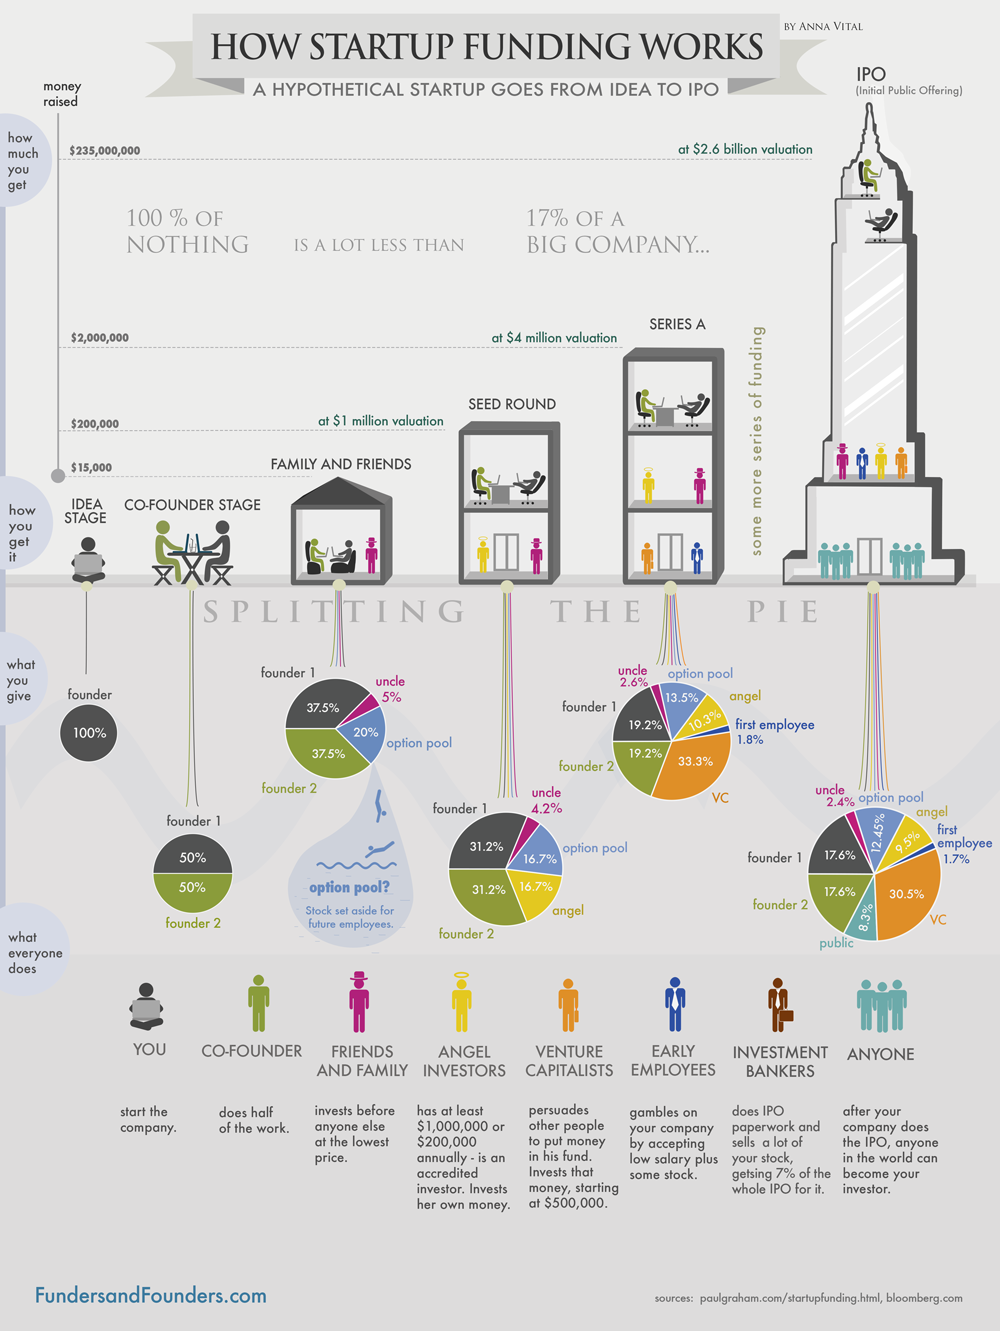 HOW STARTUP FUNDING WORKS
BY ANNA VITAL
A HYPOTHETICAL STARTUP GOES FROM IDEA TO IPO
money
raised
IPO
(Initial Public Offering)
how
much
you
get
$235,000,000
at $2.6 billion valuation
100 % OF
NOTHING
IS A LOT LESS THAN
17% OF A
BIG COMPANY...
$2,000,000
at $4 million valuation
SERIES A
some more series of funding
$200,000
at $1 million valuation
SEED ROUND
$15,000
FAMILY AND FRIENDS
IDEA
STAGE
CO-FOUNDER STAGE
how
you
get
it
SPLITTING THE PIE
what
you
give
founder
100%
founder 1
50%
50%
founder 2
founder 1
uncle
5%
37.5%
20%
option pool
37.5%
founder 2
option pool?
Stock set aside for
future employees.
founder 1
uncle
4.2%
31.2%
16.7%
option pool
31.2%
16.7%
angel
founder 2
uncle
2.6%
option pool
founder 1
13.5%
angel
19.2%
10.3%
first employee
1.8%
19.2%
33.3%
founder 2
VC
uncle
2.4%
option pool
angel
12.45%
9.5%
first
employee
1.7%
founder 1
17.6%
17.6%
30.5%
founder 2
8.3%
VC
public
what
everyone
does
YOU
start the
company.
CO-FOUNDER
does half
of the work.
FRIENDS
AND FAMILY
invests before
anyone else
at the lowest
price.
ANGEL
INVESTORS
has at least
$1,000,000 or
$200,000
annually - is an
accredited
investor. Invests
her own money.
VENTURE
CAPITALISTS
persuades
other people
to put money
in his fund.
Invests that
money, starting
at $500,000.
EARLY
EMPLOYEES
gambles on
your company
by accepting
low salary plus
some stock.
INVESTMENT
BANKERS
does IPO
paperwork and
sells a lot of
your stock,
getsing 7% of the
whole IPO for it.
ANYONE
after your
company does
the IPO, anyone
in the world can
become your
investor.
FundersandFounders.com
sources: paulgraham.com/startupfunding.html, bloomberg.com